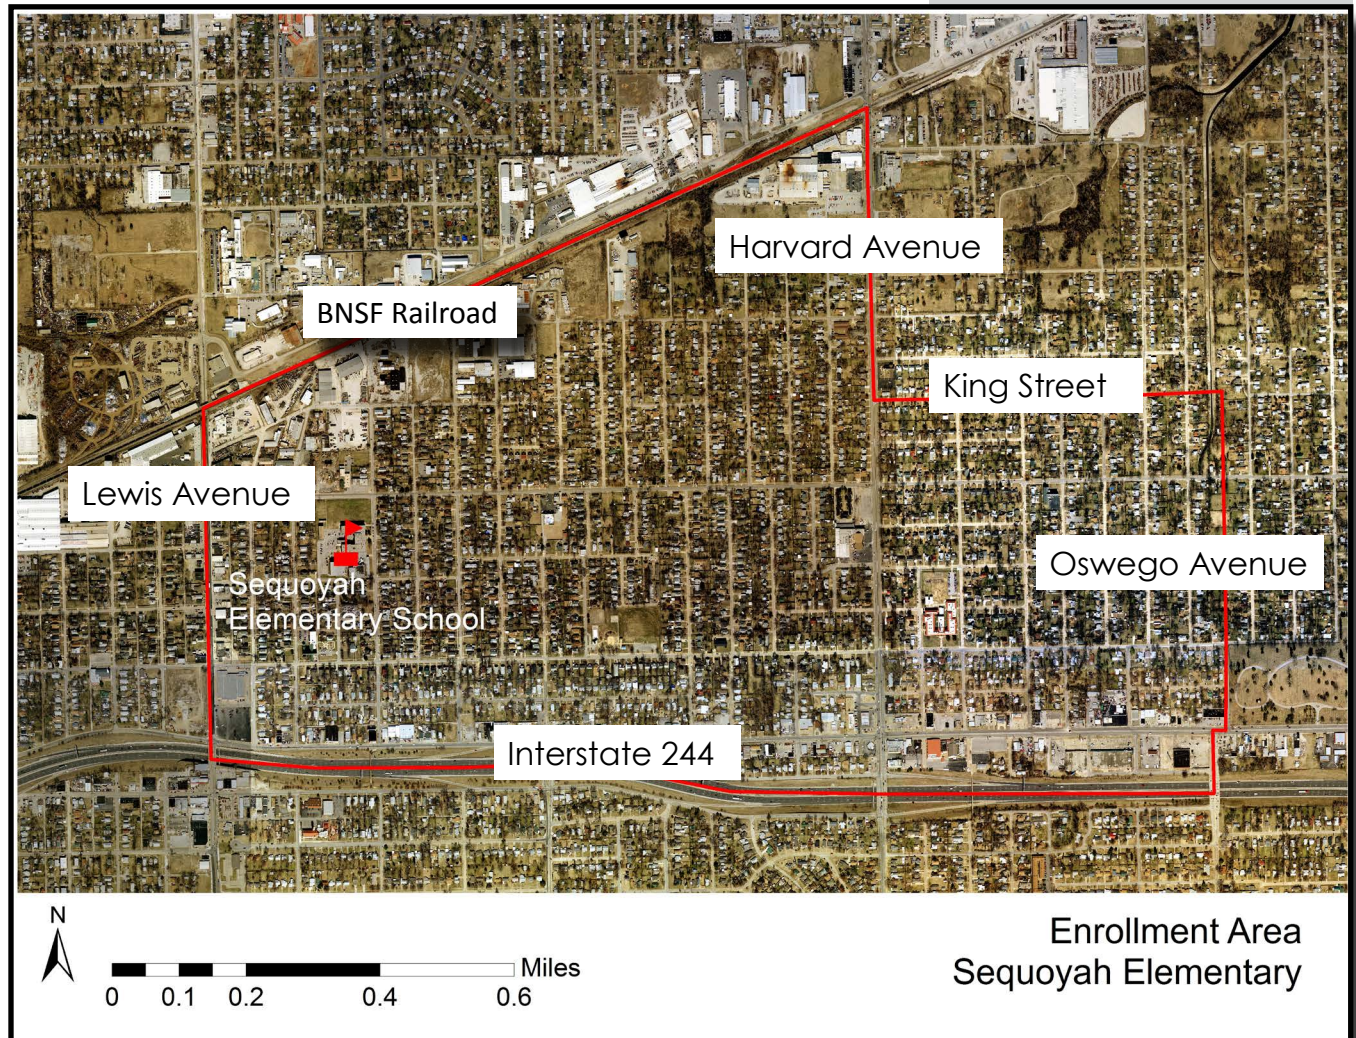 Harvard Avenue
BNSF Railroad
King Street
Lewis Avenue
Oswego Avenue
Sequoyah
Elementary School
Interstate 244
N
Miles
0 0.1 0.2 0.4 0.6
Enrollment Area
Sequoyah Elementary